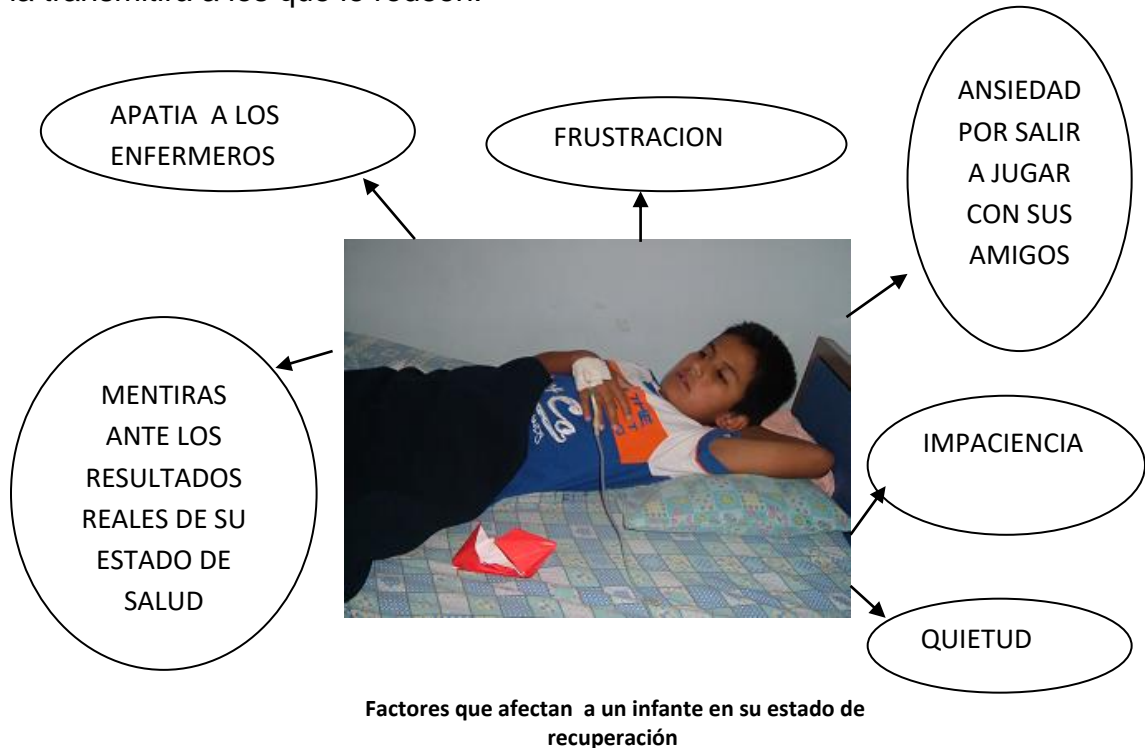 APATIA A LOS
ENFERMEROS
FRUSTRACION
ANSIEDAD
POR SALIR
A JUGAR
CON SUS
AMIGOS
MENTIRAS
ANTE LOS
RESULTADOS
REALES DE SU
ESTADO DE
SALUD
IMPACIENCIA
QUIETUD
Factores que afectan a un infante en su estado de
recuperación